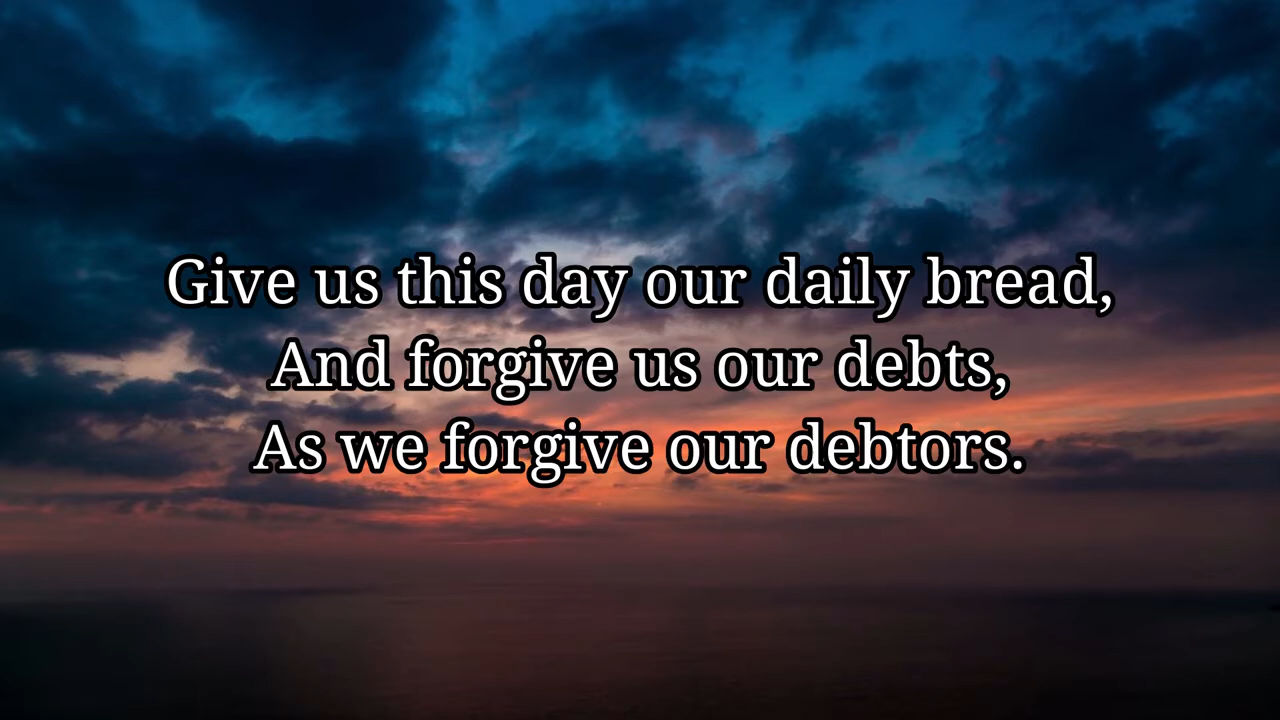 Give us this day our daily bread,
And forgive us our debts,
As we forgive our debtors.